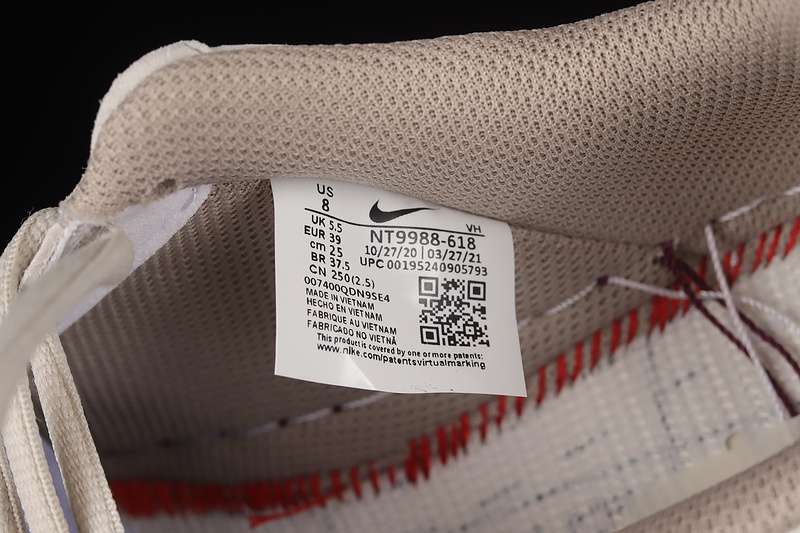 US
8
UK 5.5
EUR 39
cm 25
BR 37.5
CN 250(2.5)
VH
NT9988-618
10/27/20 | 03/27/21
UPC 00195240905793
007400QDN9SE4
MADE IN VIETNAM
HECHO EN VIETNAM
FABRIQUE AU VIETNAM
FABRICADO NO VIETNÃ
This product is covered by one or more patents:
www.nike.com/patentsvirtualmarking